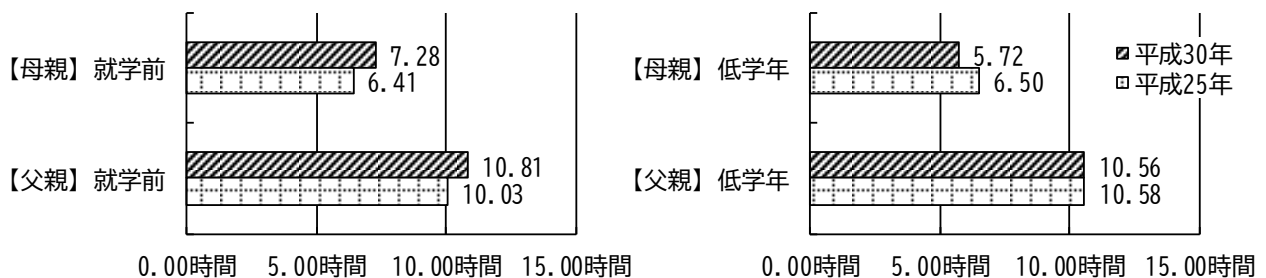 【母親】就学前
7.28
6.41
【父親】就学前
10.81
10.03
0.00時間 5.00時間 10.00時間 15.00時間
【母親】低学年
5.72
6.50
平成30年
平成25年
【父親】低学年
10.56
10.58
0.00時間 5.00時間 10.00時間 15.00時間